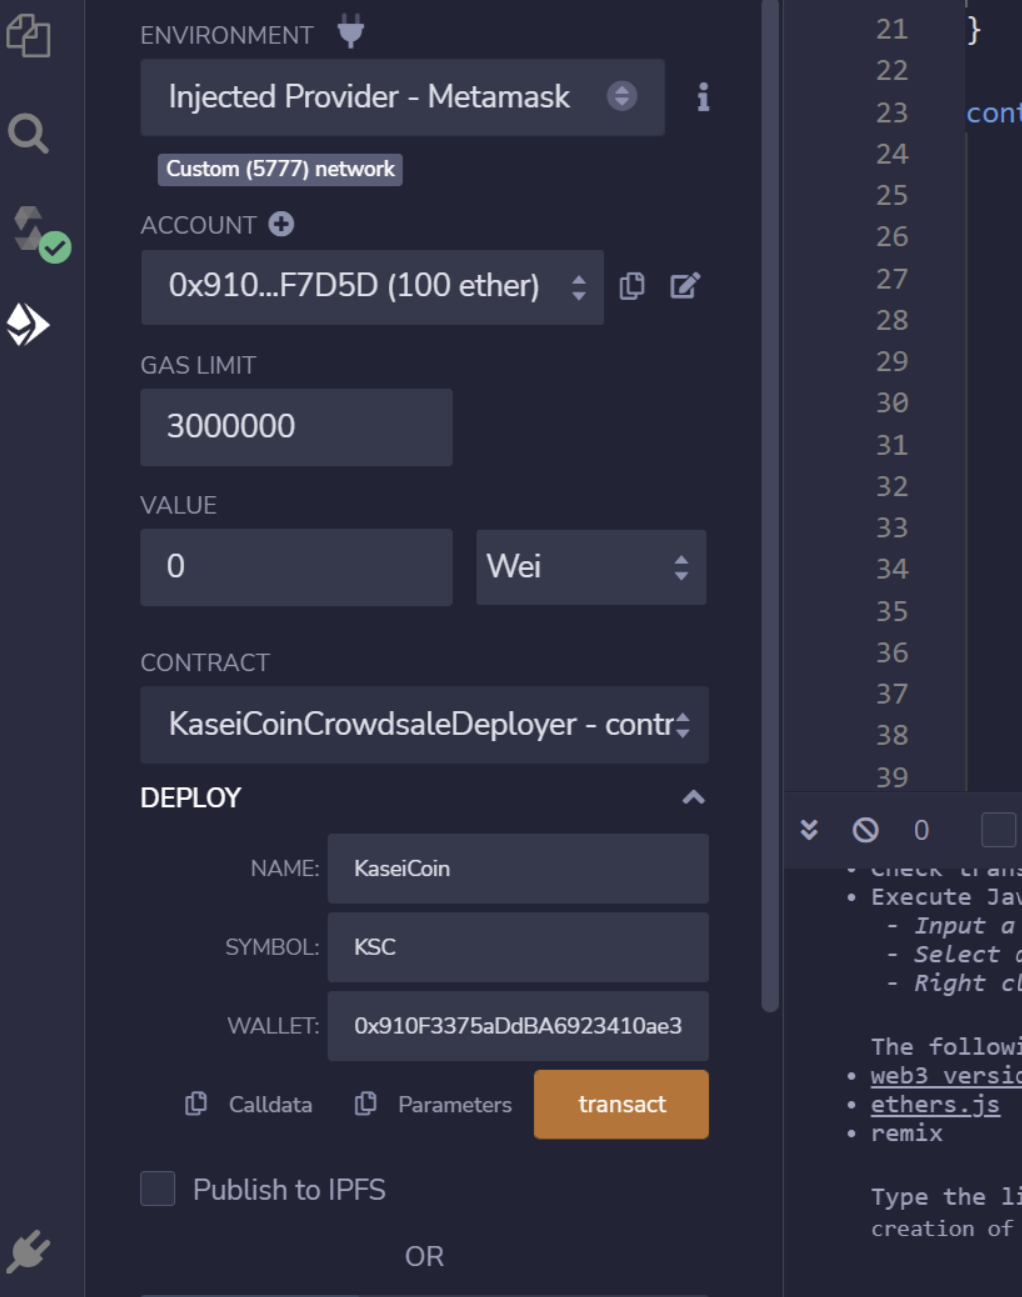 ENVIRONMENT
Injected Provider - Metamask
Custom (5777) network
ACCOUNT
0x910...F7D5D (100 ether)
GAS LIMIT
3000000
VALUE
0
Wei
CONTRACT
KaseiCoinCrowdsaleDeployer - contr
DEPLOY
NAME: KaseiCoin
SYMBOL: KSC
WALLET: 0x910F3375aDdBA6923410ae3
Calldata Parameters transact
Publish to IPFS
OR
21 }
22
23 cont
24
25
26
27
28
29
30
31
32
33
34
35
36
37
38
39
0
• Check trans
• Execute Jav
- Input a
- Select
- Right cl
The followi
• web3 versio
• ethers.js
• remix
Type the li
creation of